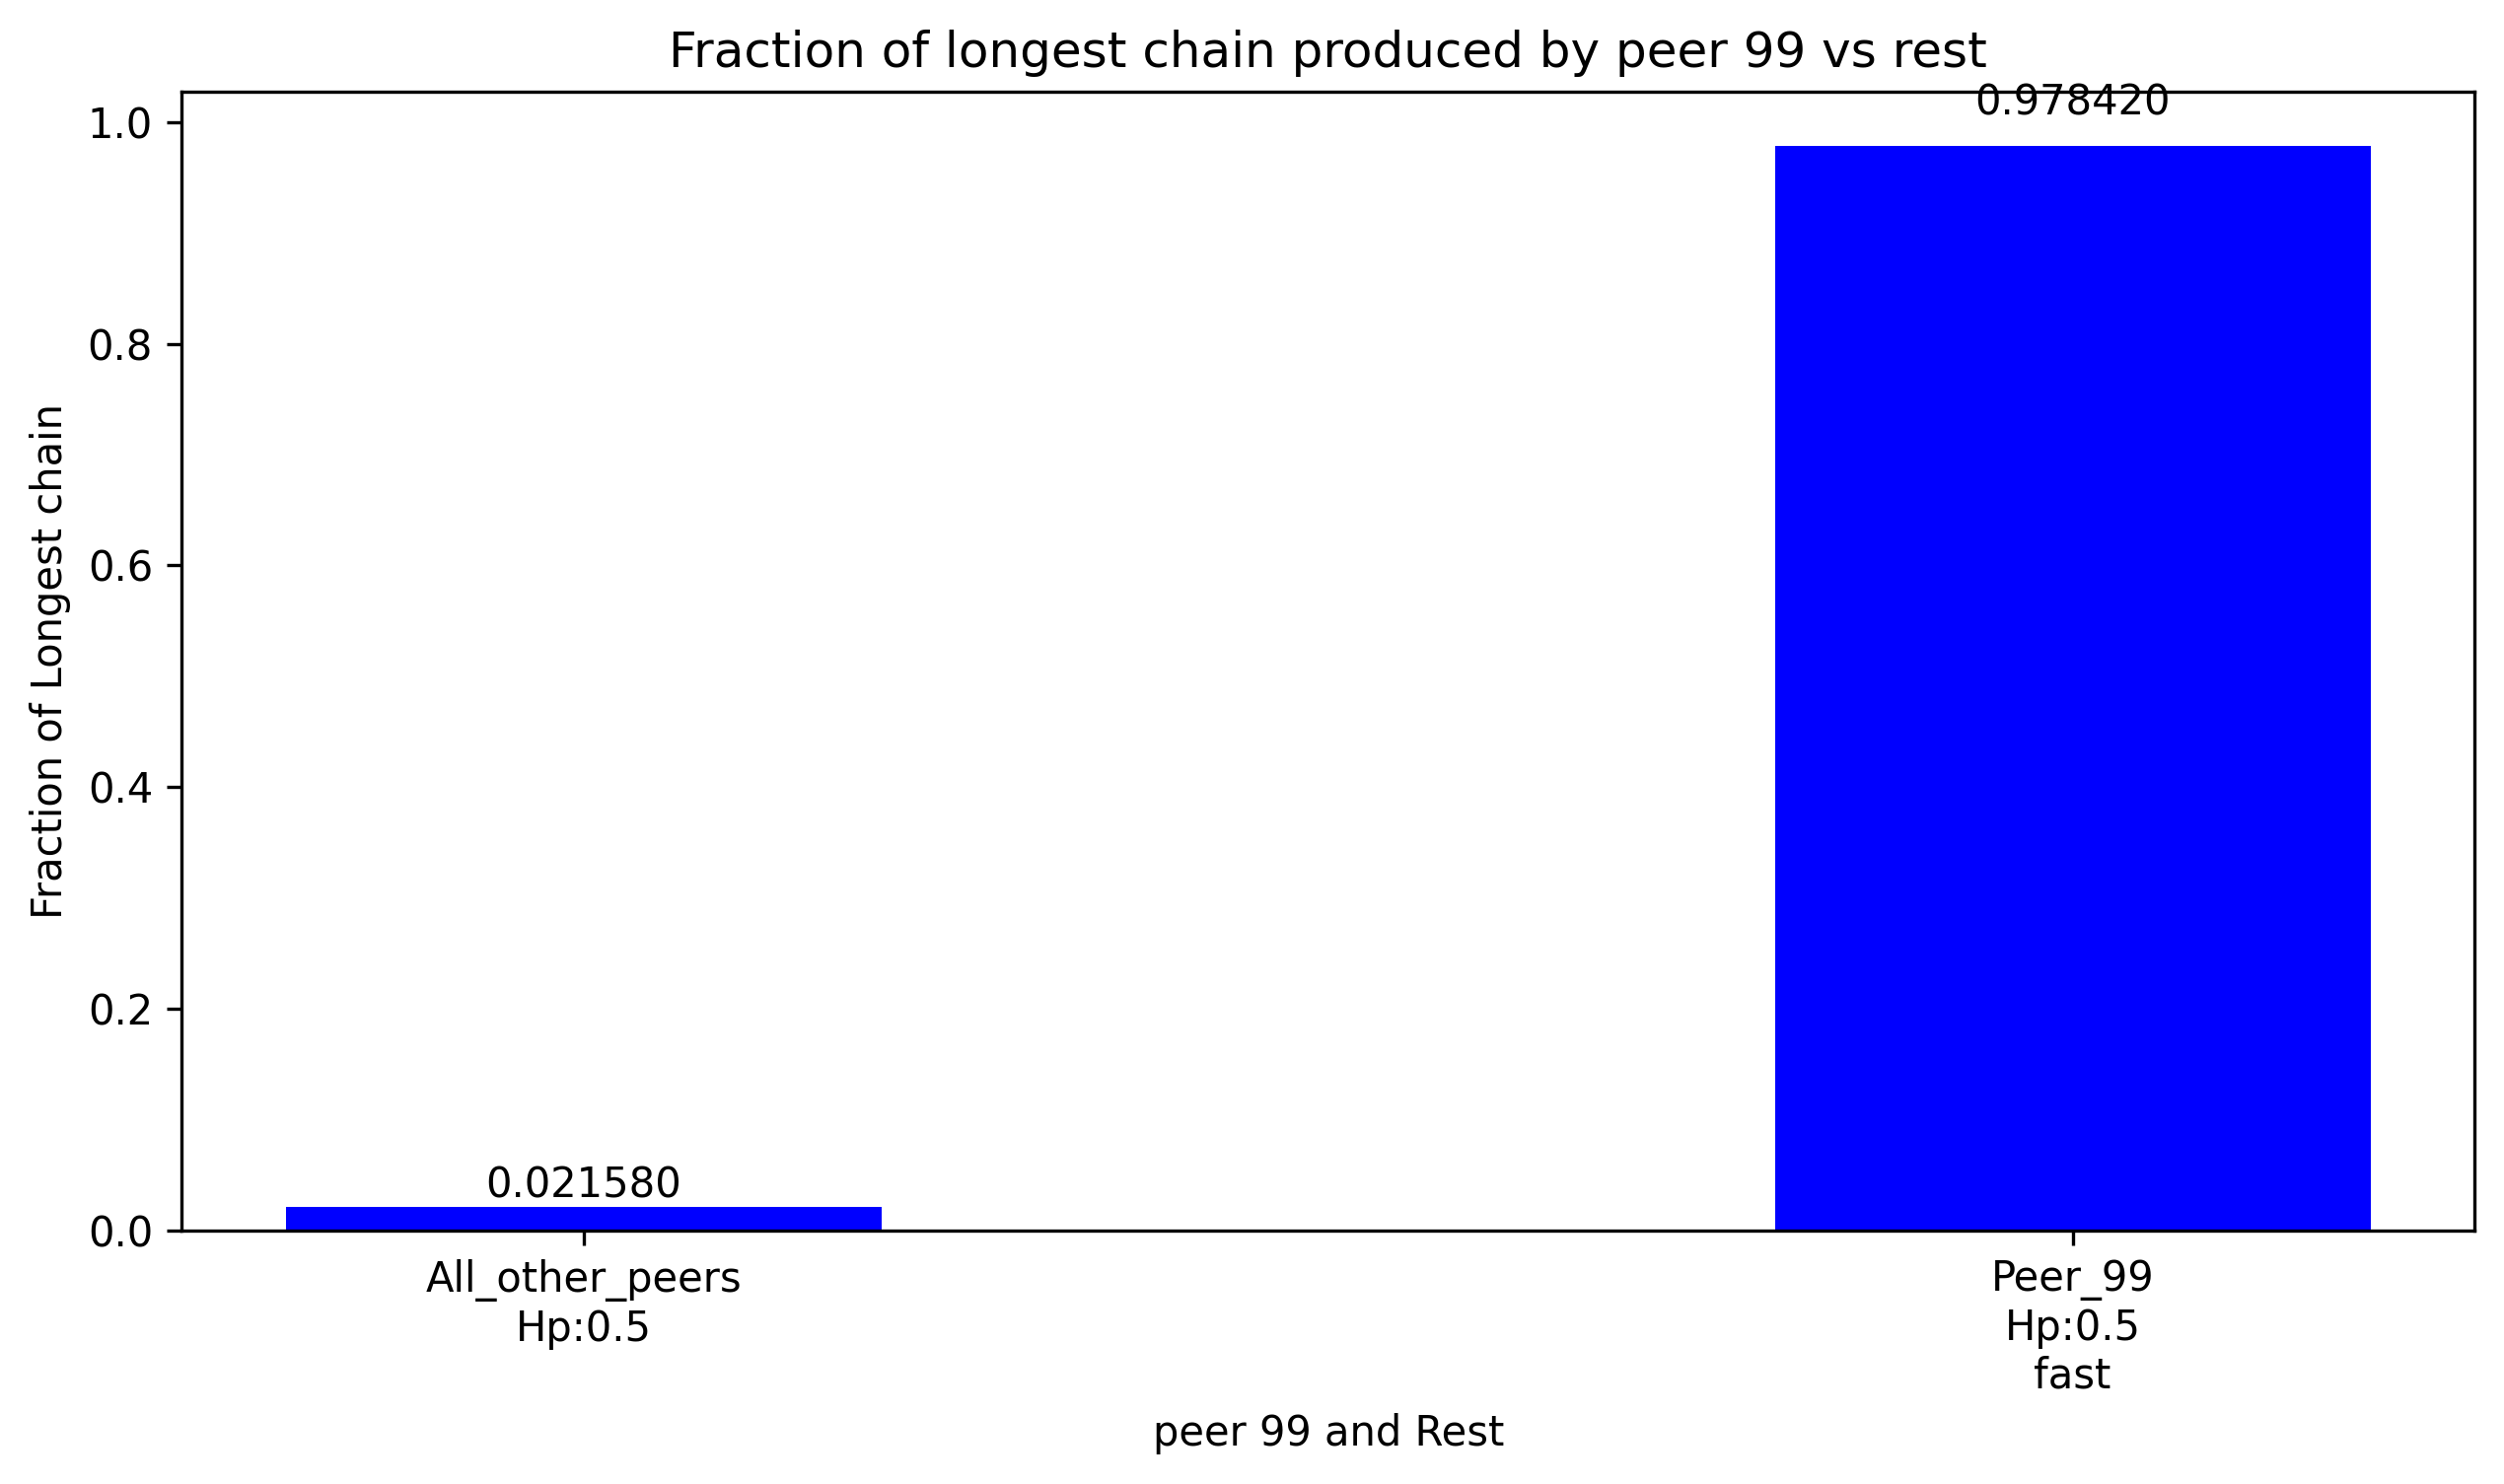 Fraction of longest chain produced by peer 99 vs rest
Fraction of Longest chain
1.0
0.8
0.6
0.4
0.2
0.0
0.978420
0.021580
All_other_peers
Hp:0.5
Peer_99
Hp:0.5
fast
peer 99 and Rest